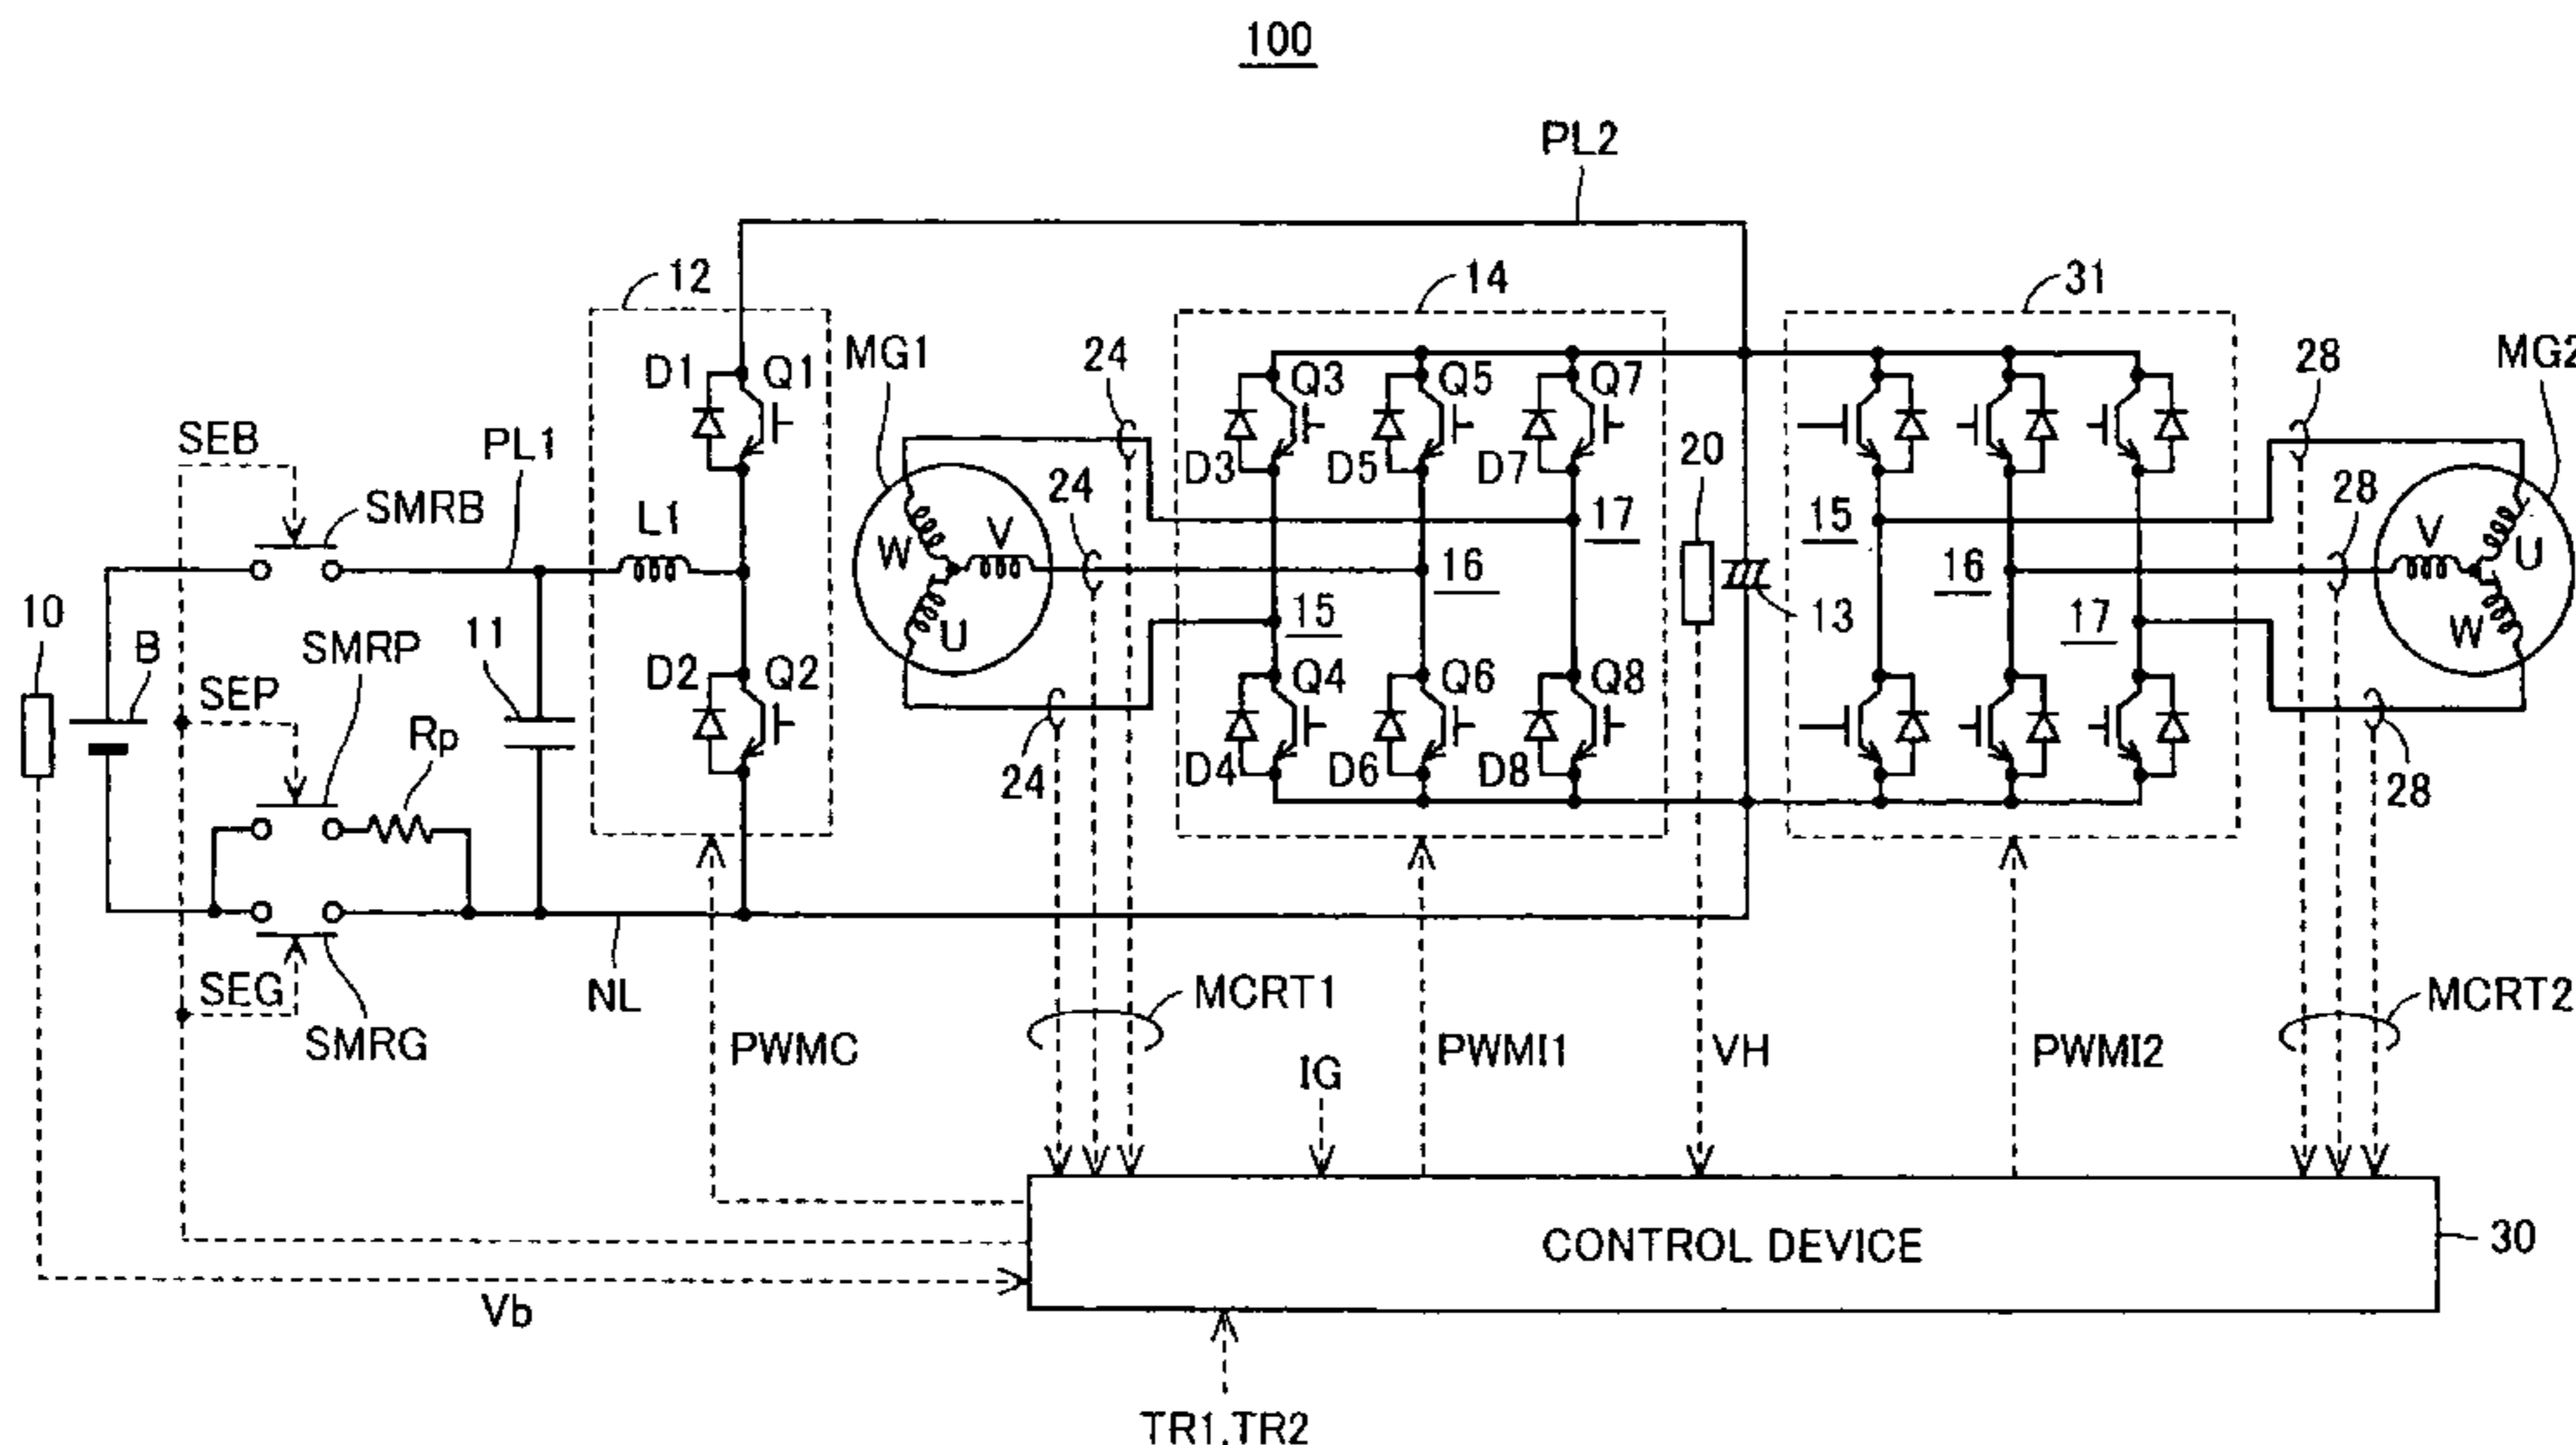 100
PL2
12
14
31
MG1
24
28
MG2
D1
Q1
Q3
Q5
Q7
SEB
PL1
SMRB
D3
D5
D7
20
24
28
L1
W
V
U
17
16
15
15
16
17
13
V
U
W
10
B
SMRP
11
SEP
Rp
D2
Q2
Q4
Q6
Q8
D4
D6
D8
24
28
SEG
SMRG
NL
PWMC
MCRT1
IG
PWMI1
VH
PWMI2
MCRT2
CONTROL DEVICE
30
Vb
TR1,TR2